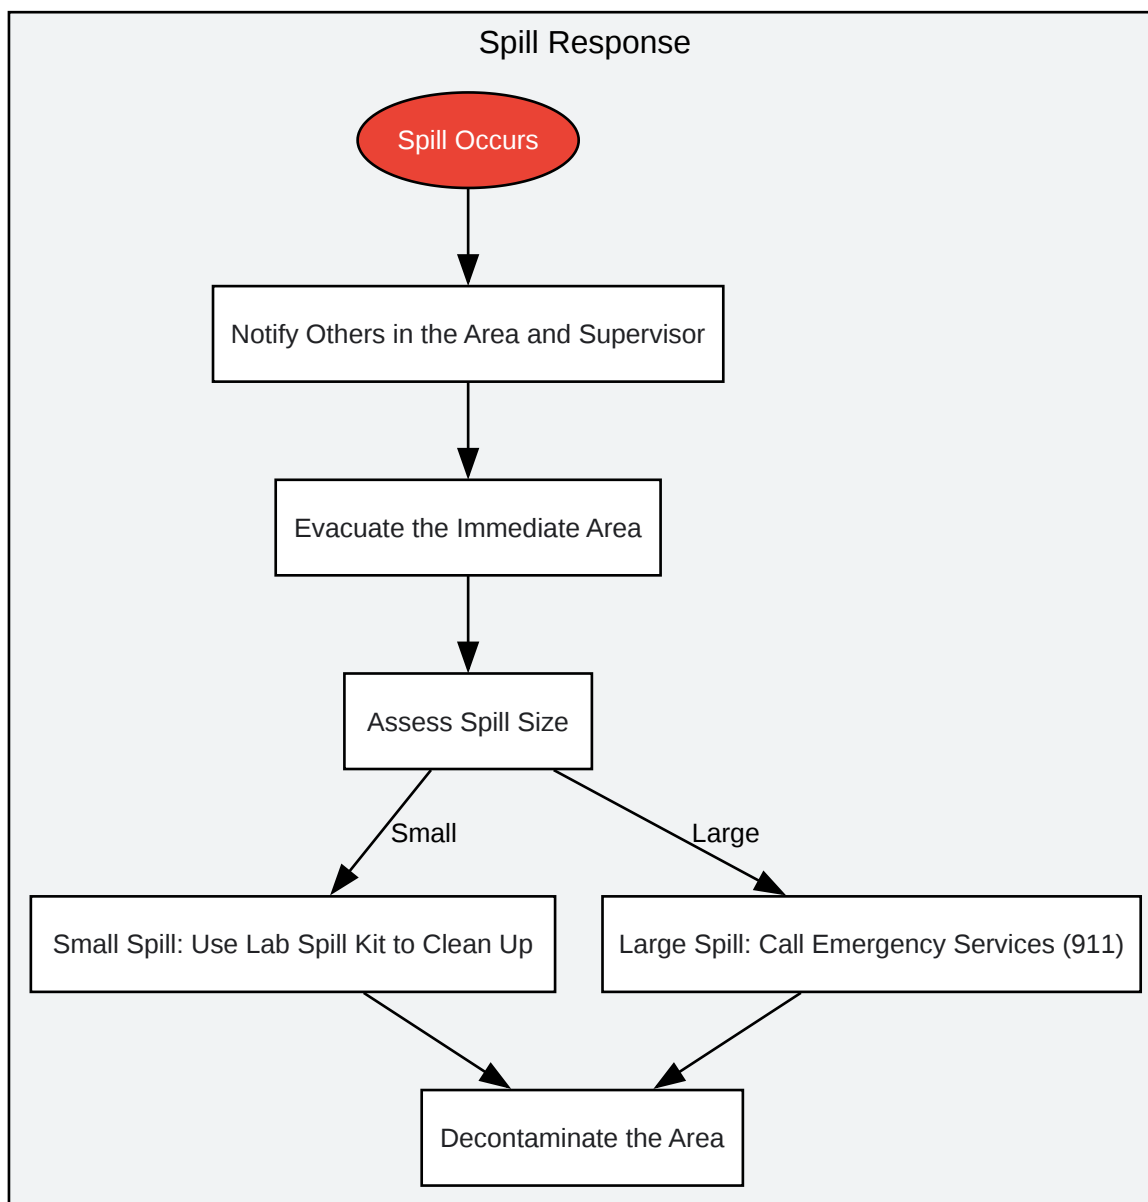 Spill Response
Spill Occurs
Notify Others in the Area and Supervisor
Evacuate the Immediate Area
Assess Spill Size
Small
Large
Small Spill: Use Lab Spill Kit to Clean Up
Large Spill: Call Emergency Services (911)
Decontaminate the Area